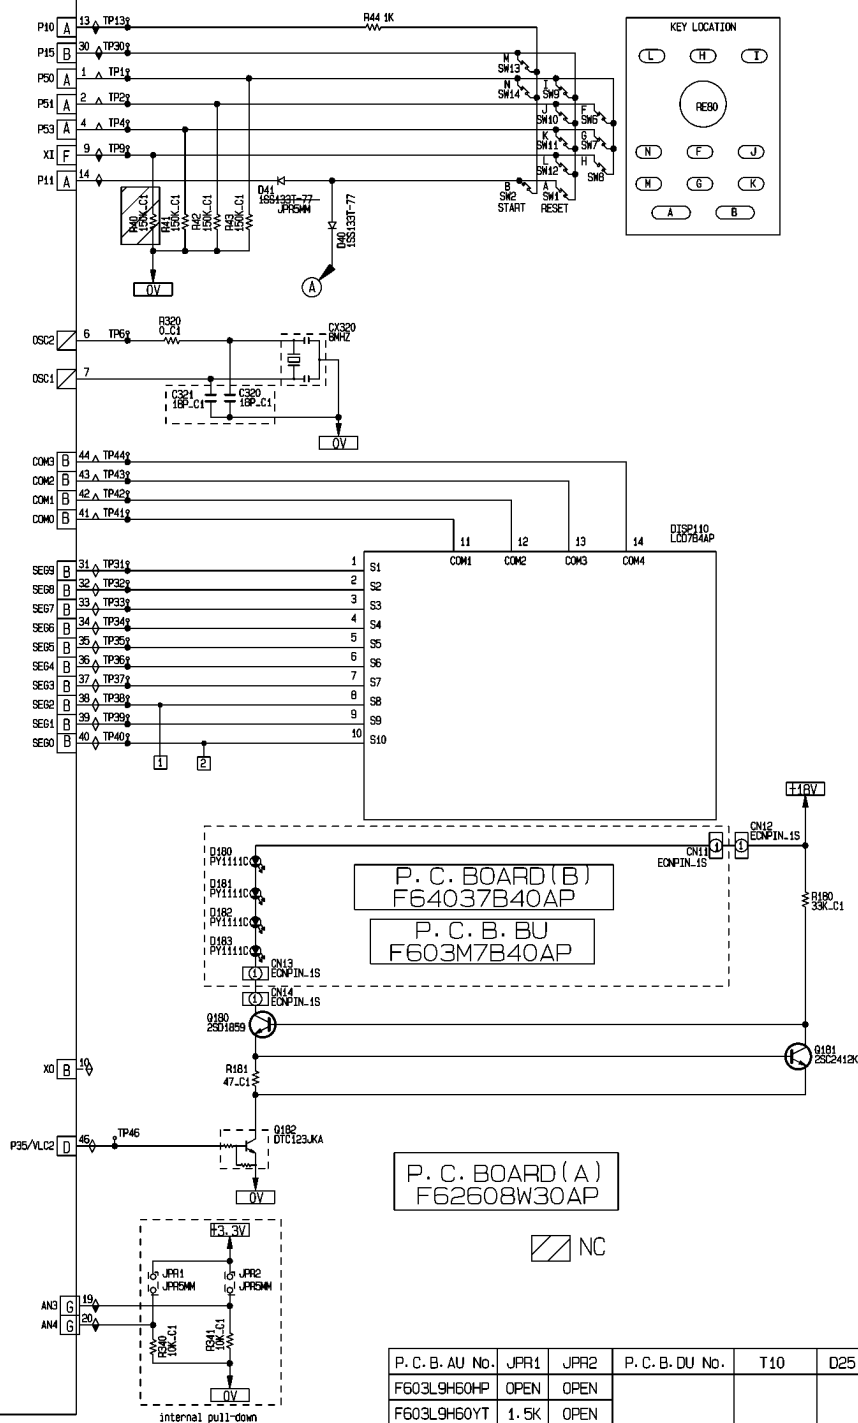 P10 A 13 TP13 R44 1K
P15 B 30 TP30
P50 A 1 TP1
P51 A 2 TP2
P53 A 4 TP4
XI F 9 TP9
P11 A 14
M SW13
N SW14
I SW9
J SW10
F
G SW7
K SW11
L SW12
H
B SW2 START
A SW1 RESET
KEY LOCATION
L H I
RE80
N F J
M G K
A B
R40 150K_C1
R41 150K_C1
R42 150K_C1
R43 150K_C1
0V
D41
1SS133T-77
JPR5MM
D40
1SS133T-77
A
OSC2 6 TP6
R320
0_C1
CX320
8MHZ
OSC1 7
C321
18P_C1
C320
18P_C1
0V
COM3 B 44 TP44
COM2 B 43 TP43
COM1 B 42 TP42
COM0 B 41 TP41
DISP110
LCD7B4AP
11 12 13 14
COM1 COM2 COM3 COM4
SEG9 B 31 TP31 1 S1
SEG8 B 32 TP32 2 S2
SEG7 B 33 TP33 3 S3
SEG6 B 34 TP34 4 S4
SEG5 B 35 TP35 5 S5
SEG4 B 36 TP36 6 S6
SEG3 B 37 TP37 7 S7
SEG2 B 38 TP38 8 S8
SEG1 B 39 TP39 9 S9
SEG0 B 40 TP40 10 S10
1 2
+18V
CN12
ECNPIN_1S
1 1
CN11
ECNPIN_1S
D180
PY1111C
D181
PY1111C
D182
PY1111C
D183
PY1111C
P.C.BOARD(B)
F64037B40AP
P.C.B.BU
F603M7B40AP
R180
33K_C1
CN13
1 ECNPIN_1S
CN14
1 ECNPIN_1S
Q180
2SD1859
Q181
2SC2412K
XO B 10
R181
47_C1
P35/VLC2 D 46 TP46
Q182
DTC123JKA
0V
P.C.BOARD(A)
F62608W30AP
NC
+3.3V
JPR1
JPR5MM
JPR2
JPR5MM
AN3 G 19
AN4 G 20
R340
10K_C1
R341
10K_C1
0V
internal pull-down
P.C.B.AU No. JPR1 JPR2 P.C.B.DU No. T10 D25
F603L9H60HP OPEN OPEN
F603L9H60YT 1.5K OPEN